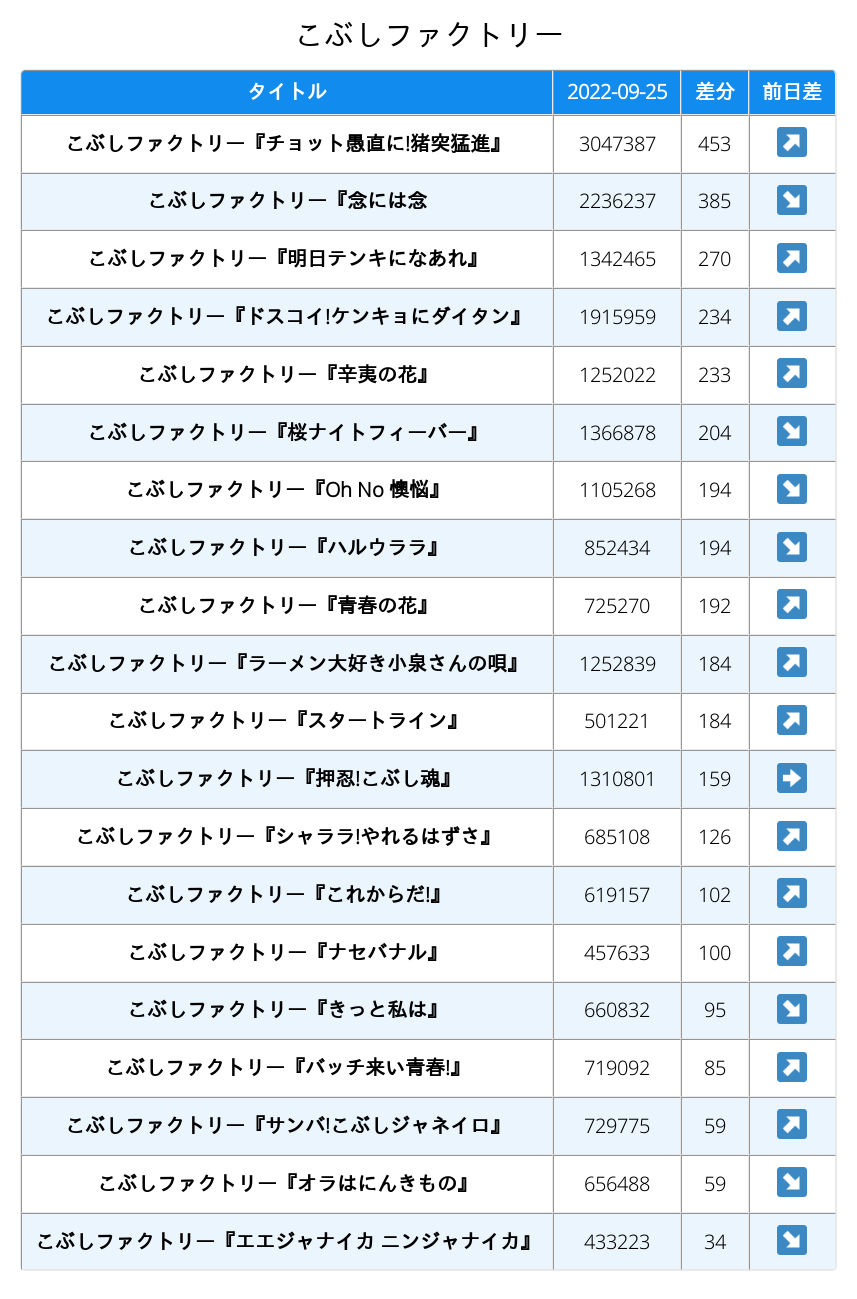 こぶしファクトリー
タイトル 2022-09-25 差分 前日差
こぶしファクトリー『チョット愚直に!猪突猛進』 3047387 453 ↗
こぶしファクトリー『念には念 2236237 385 ↘
こぶしファクトリー『明日テンキになあれ』 1342465 270 ↗
こぶしファクトリー『ドスコイ!ケンキョにダイタン』 1915959 234 ↗
こぶしファクトリー『辛夷の花』 1252022 233 ↗
こぶしファクトリー『桜ナイトフィーバー』 1366878 204 ↘
こぶしファクトリー『Oh No 懊悩』 1105268 194 ↘
こぶしファクトリー『ハルウララ』 852434 194 ↘
こぶしファクトリー『青春の花』 725270 192 ↗
こぶしファクトリー『ラーメン大好き小泉さんの唄』 1252839 184 ↗
こぶしファクトリー『スタートライン』 501221 184 ↗
こぶしファクトリー『押忍!こぶし魂』 1310801 159 ➡
こぶしファクトリー『シャララ!やれるはずさ』 685108 126 ↗
こぶしファクトリー『これからだ!』 619157 102 ↗
こぶしファクトリー『ナセバナル』 457633 100 ↗
こぶしファクトリー『きっと私は』 660832 95 ↘
こぶしファクトリー『バッチ来い青春!』 719092 85 ↗
こぶしファクトリー『サンバ!こぶしジャネイロ』 729775 59 ↗
こぶしファクトリー『オラはにんきもの』 656488 59 ↘
こぶしファクトリー『エエジャナイカ ニンジャナイカ』 433223 34 ↘